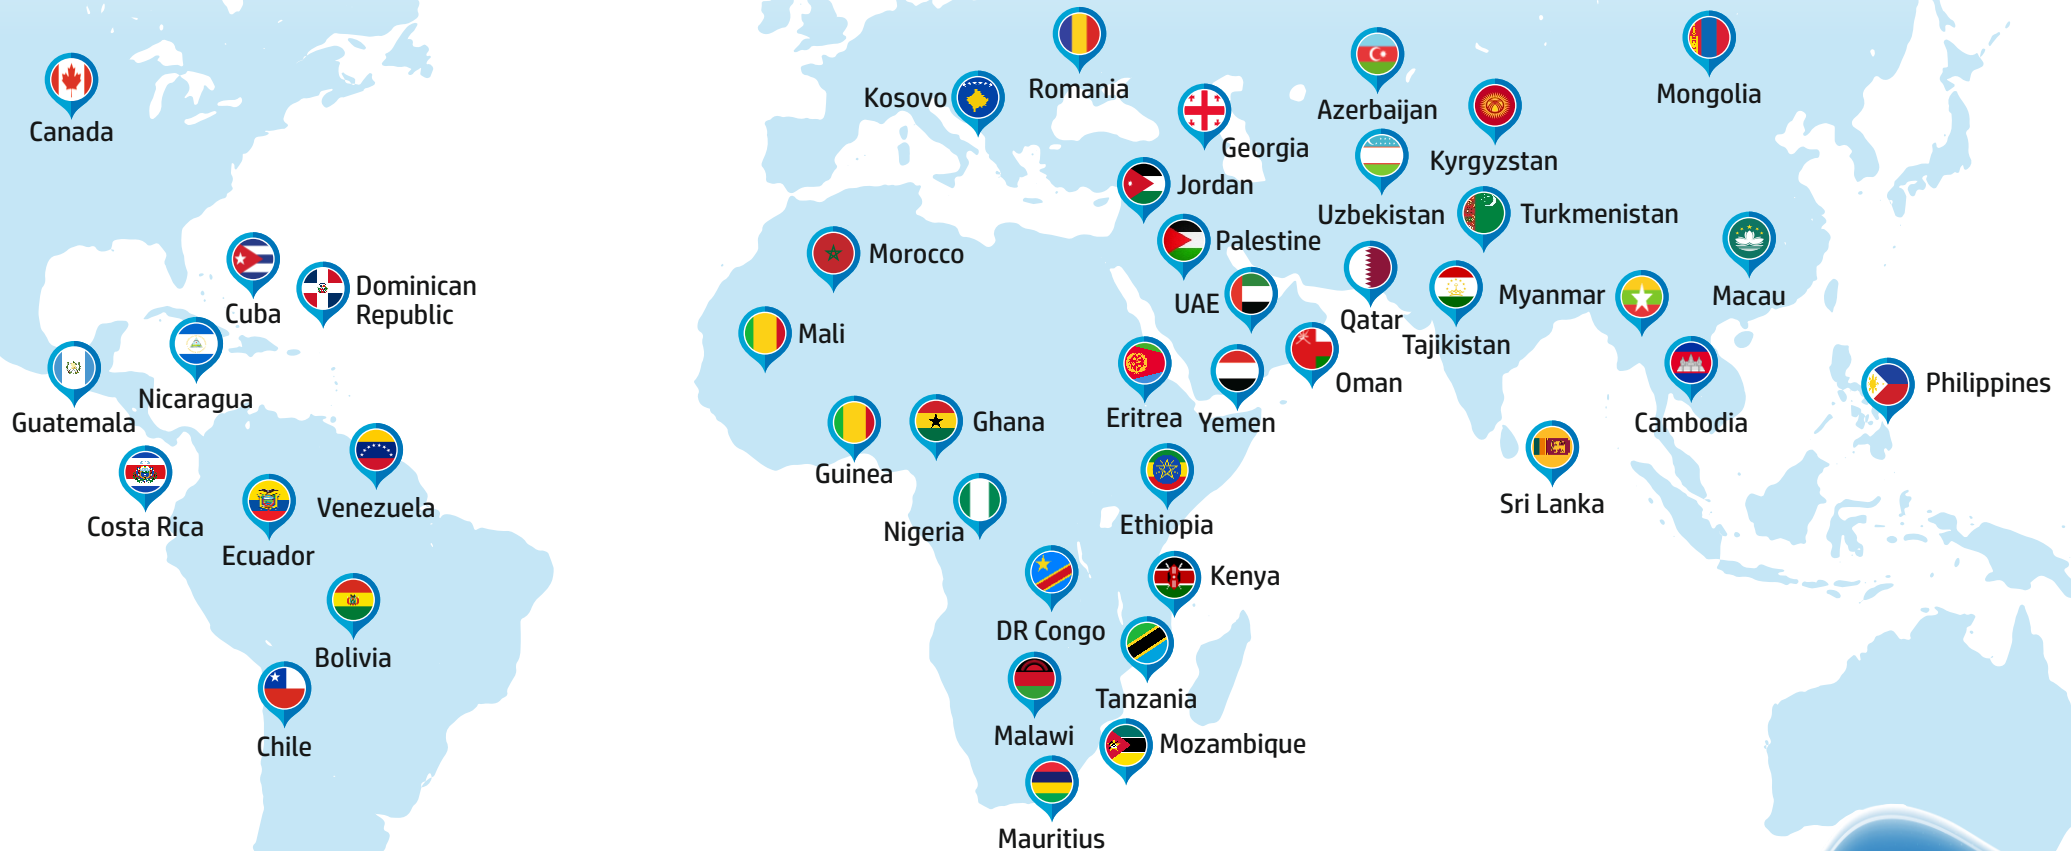 Canada
Cuba
Dominican
Republic
Nicaragua
Guatemala
Costa Rica
Venezuela
Ecuador
Bolivia
Chile
Romania
Kosovo
Georgia
Azerbaijan
Kyrgyzstan
Mongolia
Jordan
Uzbekistan
Turkmenistan
Palestine
Morocco
UAE
Qatar
Tajikistan
Myanmar
Macau
Mali
Oman
Eritrea
Yemen
Cambodia
Philippines
Guinea
Ghana
Sri Lanka
Nigeria
Ethiopia
Kenya
DR Congo
Tanzania
Malawi
Mozambique
Mauritius